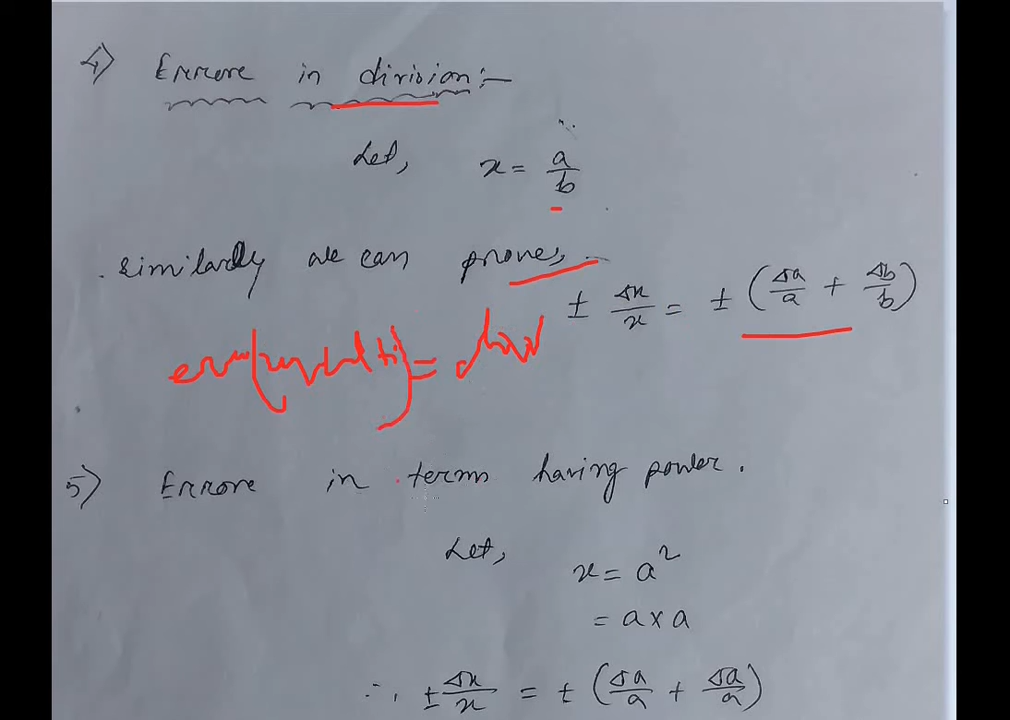 4) Errore in division:-
Let, x = a/b
similarly we can prove,
± Δx/x = ± (Δa/a + Δb/b)
5) Errore in terms having power.
Let, x = a²
= a x a
∴ ± Δx/x = ± (Δa/a + Δa/a)